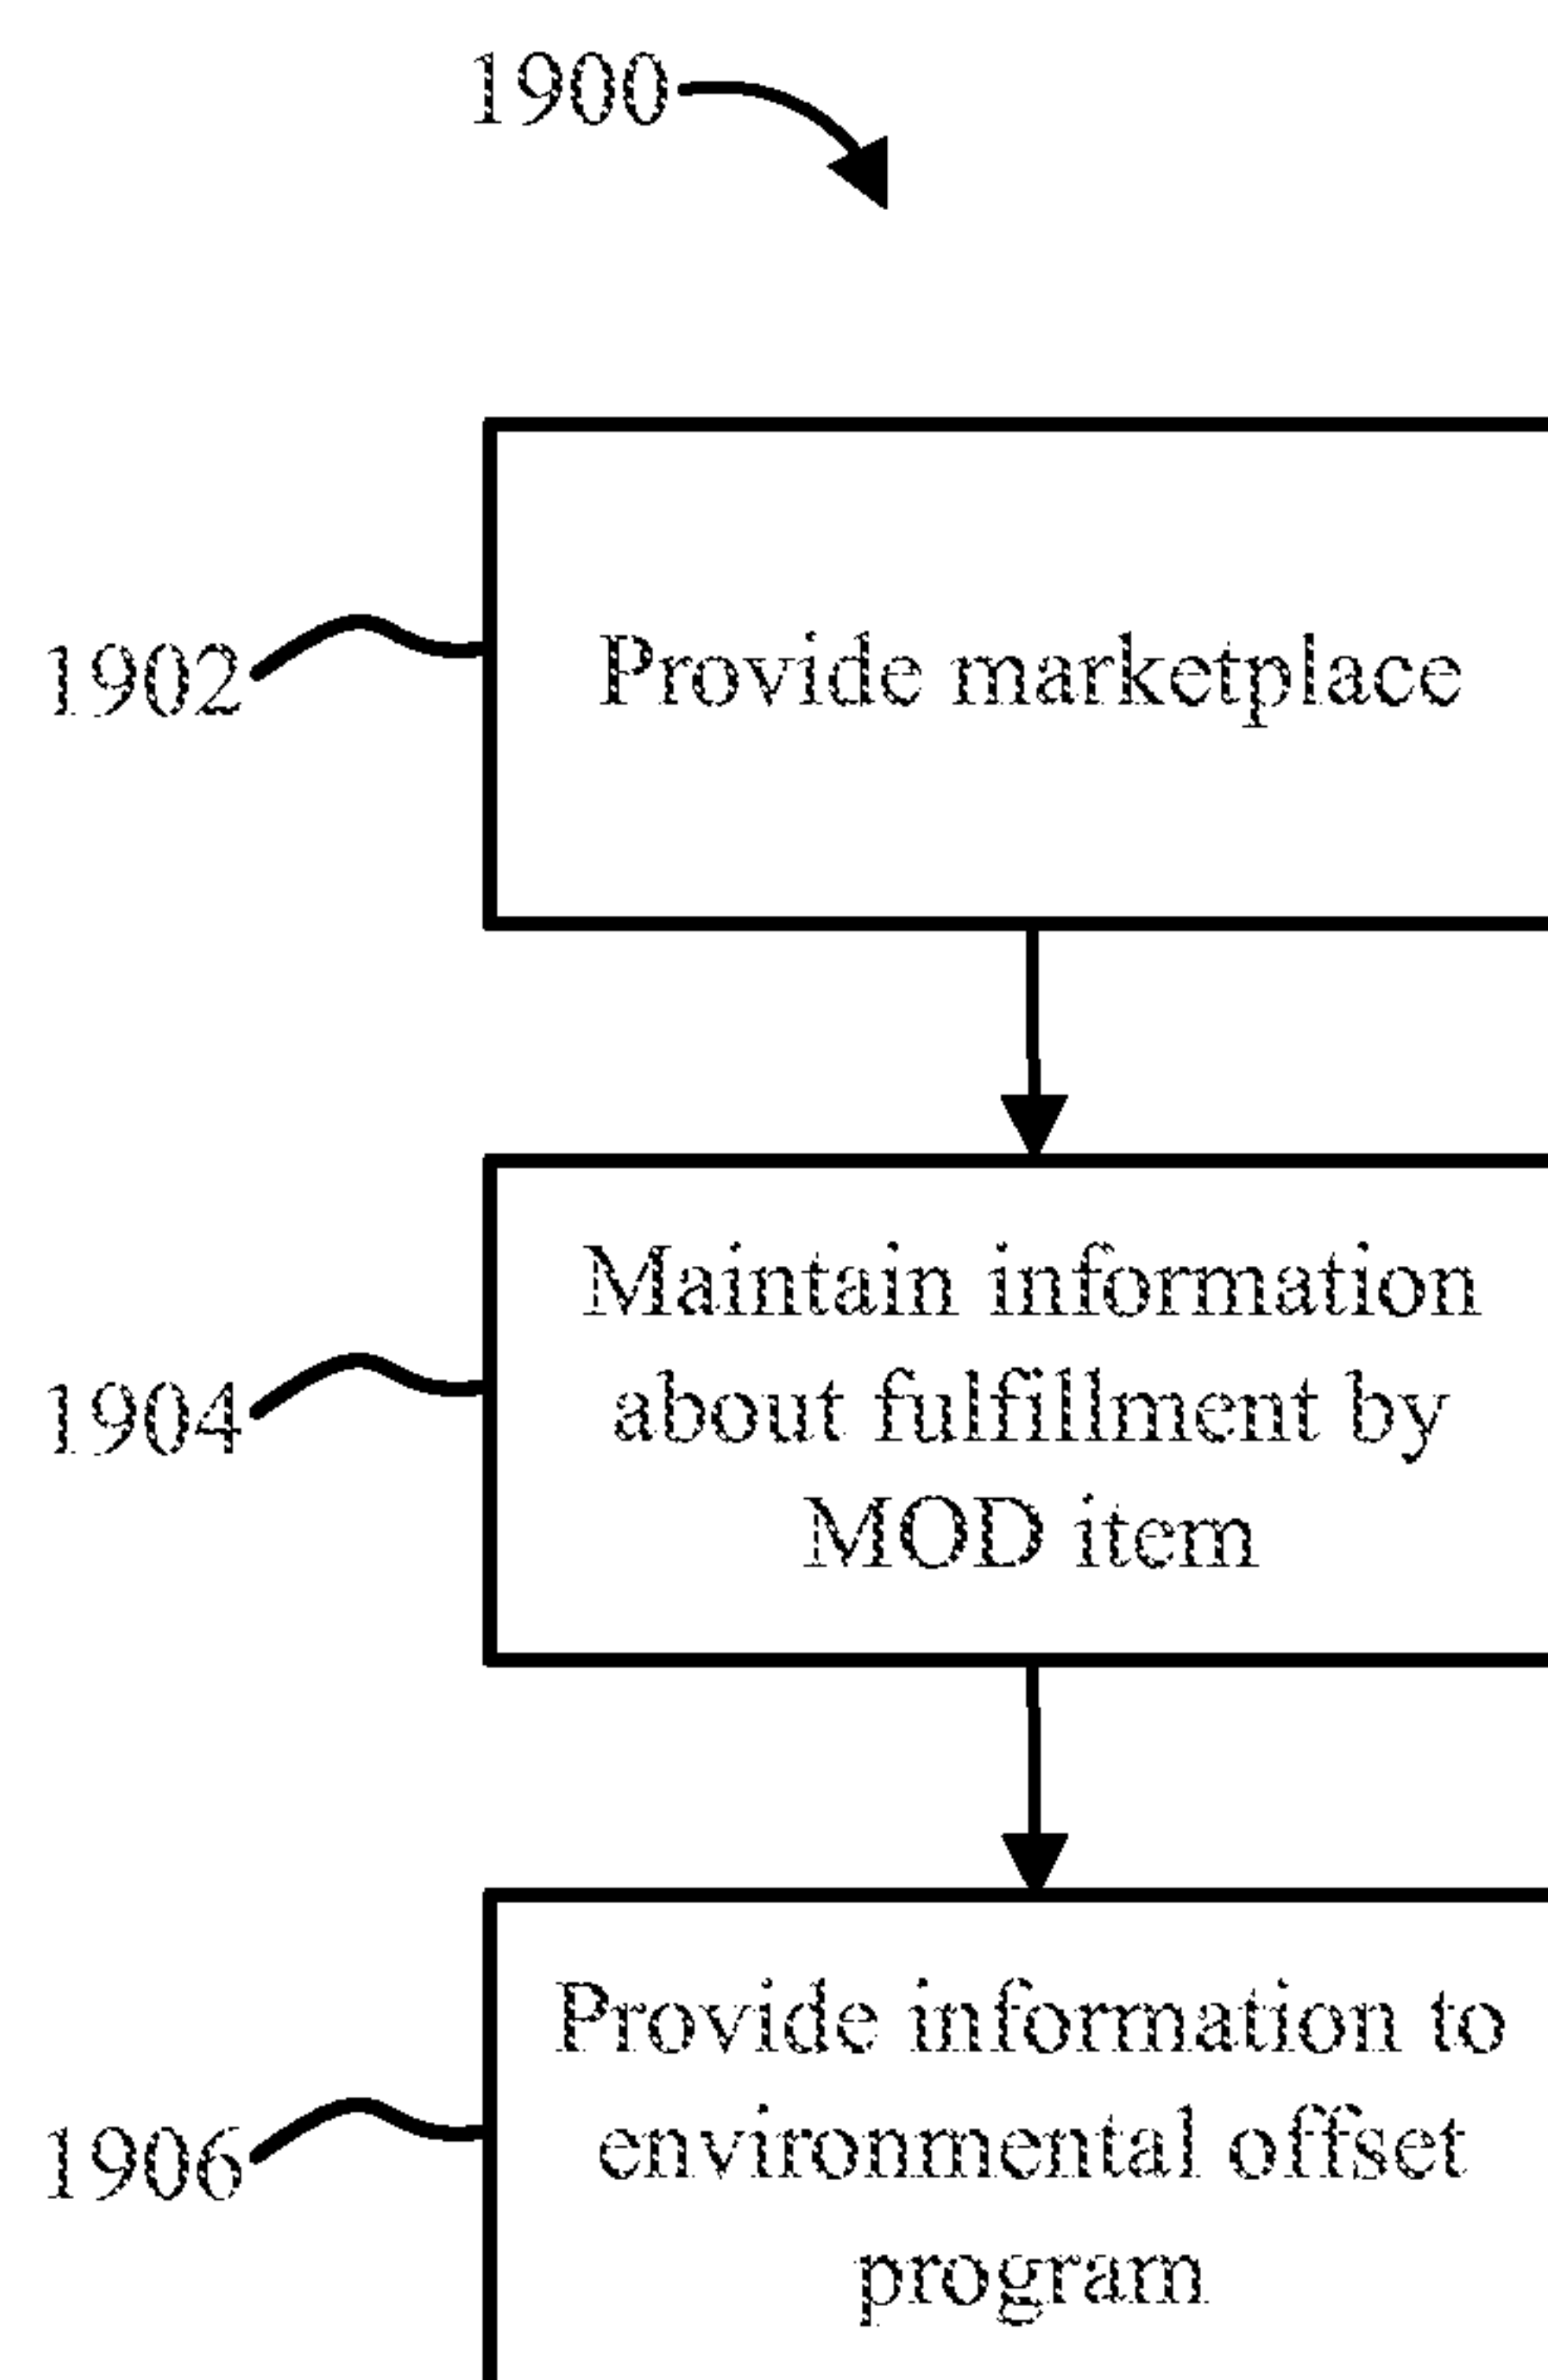 1900
1902
Provide marketplace
1904
Maintain information
about fulfillment by
MOD item
1906
Provide information to
environmental offset
program